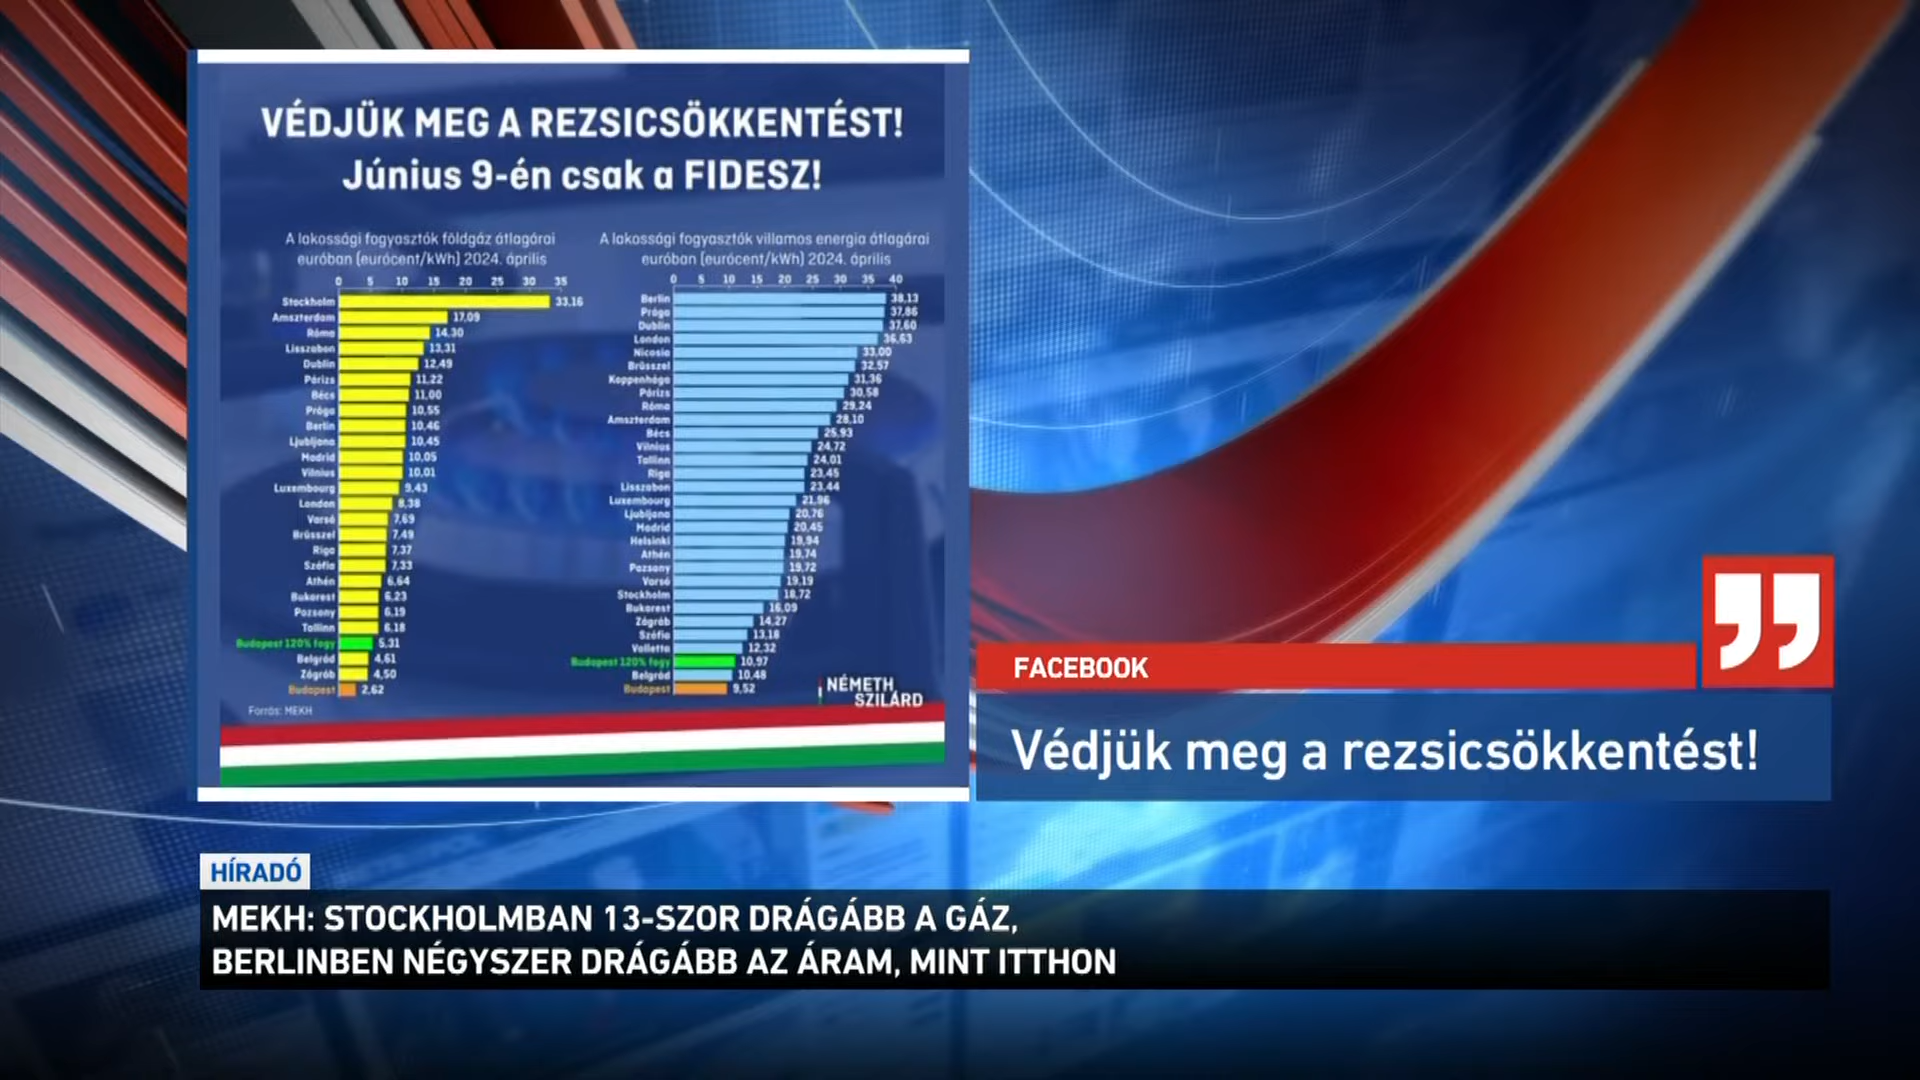 VÉDJÜK MEG A REZSICSÖKKENTÉST!
Június 9-én csak a FIDESZ!
A lakossági fogyasztók földgáz átlagárai
euróban (eurócent/kWh) 2024. április
0 5 10 15 20 25 30 35
Stockholm 33,16
Amszterdam 17,09
Róma 14,30
Lisszabon 13,31
Dublin 12,49
Párizs 11,22
Bécs 11,00
Prága 10,55
Berlin 10,46
Ljubljana 10,45
Madrid 10,05
Vilnius 10,01
Luxembourg 9,43
London 8,38
Varsó 7,69
Brüsszel 7,49
Riga 7,37
Szófia 7,33
Athén 6,64
Bukarest 6,23
Pozsony 6,19
Tallinn 6,18
Budapest 120% fogy 5,31
Belgrád 4,61
Zágráb 4,50
Budapest 2,62
Forrás: MEKH
A lakossági fogyasztók villamos energia átlagárai
euróban (eurócent/kWh) 2024. április
0 5 10 15 20 25 30 35 40
Berlin 38,13
Prága 37,86
Dublin 37,60
London 36,63
Nicosia 33,00
Brüsszel 32,57
Koppenhága 31,36
Párizs 30,58
Róma 29,24
Amszterdam 28,10
Bécs 25,93
Vilnius 24,72
Tallinn 24,01
Riga 23,45
Lisszabon 23,44
Luxembourg 21,96
Ljubljana 20,76
Madrid 20,45
Helsinki 19,94
Athén 19,74
Pozsony 19,72
Varsó 19,19
Stockholm 18,72
Bukarest 16,09
Zágráb 14,27
Szófia 13,18
Valletta 12,32
Budapest 120% fogy 10,97
Belgrád 10,48
Budapest 9,52
NÉMETH
SZILÁRD
FACEBOOK
Védjük meg a rezsicsökkentést!
HÍRADÓ
MEKH: STOCKHOLMBAN 13-SZOR DRÁGÁBB A GÁZ,
BERLINBEN NÉGYSZER DRÁGÁBB AZ ÁRAM, MINT ITTHON